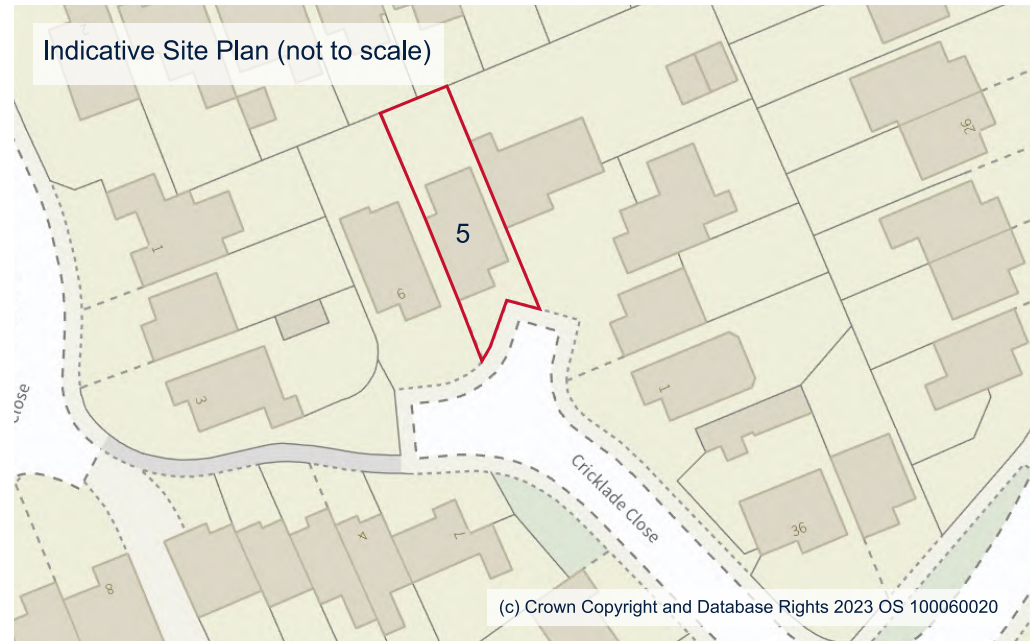 Indicative Site Plan (not to scale)
26
1
5
6
3
1
Close
Cricklade Close
4
7
36
8
(c) Crown Copyright and Database Rights 2023 OS 100060020